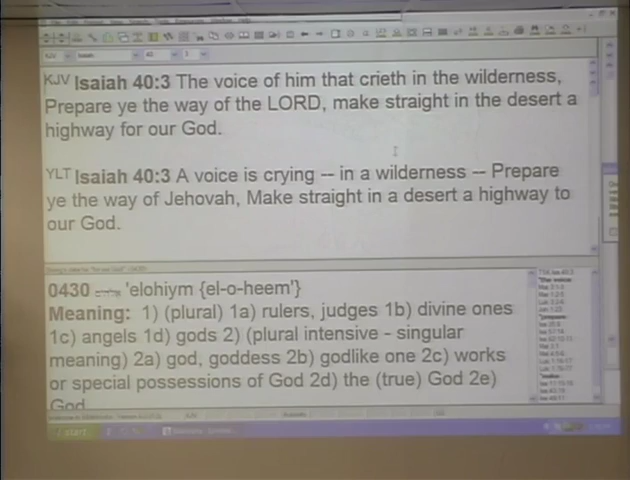 KJV Isaiah 40:3 The voice of him that crieth in the wilderness,
Prepare ye the way of the LORD, make straight in the desert a
highway for our God.
YLT Isaiah 40:3 A voice is crying -- in a wilderness -- Prepare
ye the way of Jehovah, Make straight in a desert a highway to
our God.
0430 'elohiym {el-o-heem'}
Meaning: 1) (plural) 1a) rulers, judges 1b) divine ones
1c) angels 1d) gods 2) (plural intensive - singular
meaning) 2a) god, goddess 2b) godlike one 2c) works
or special possessions of God 2d) the (true) God 2e)
God
start